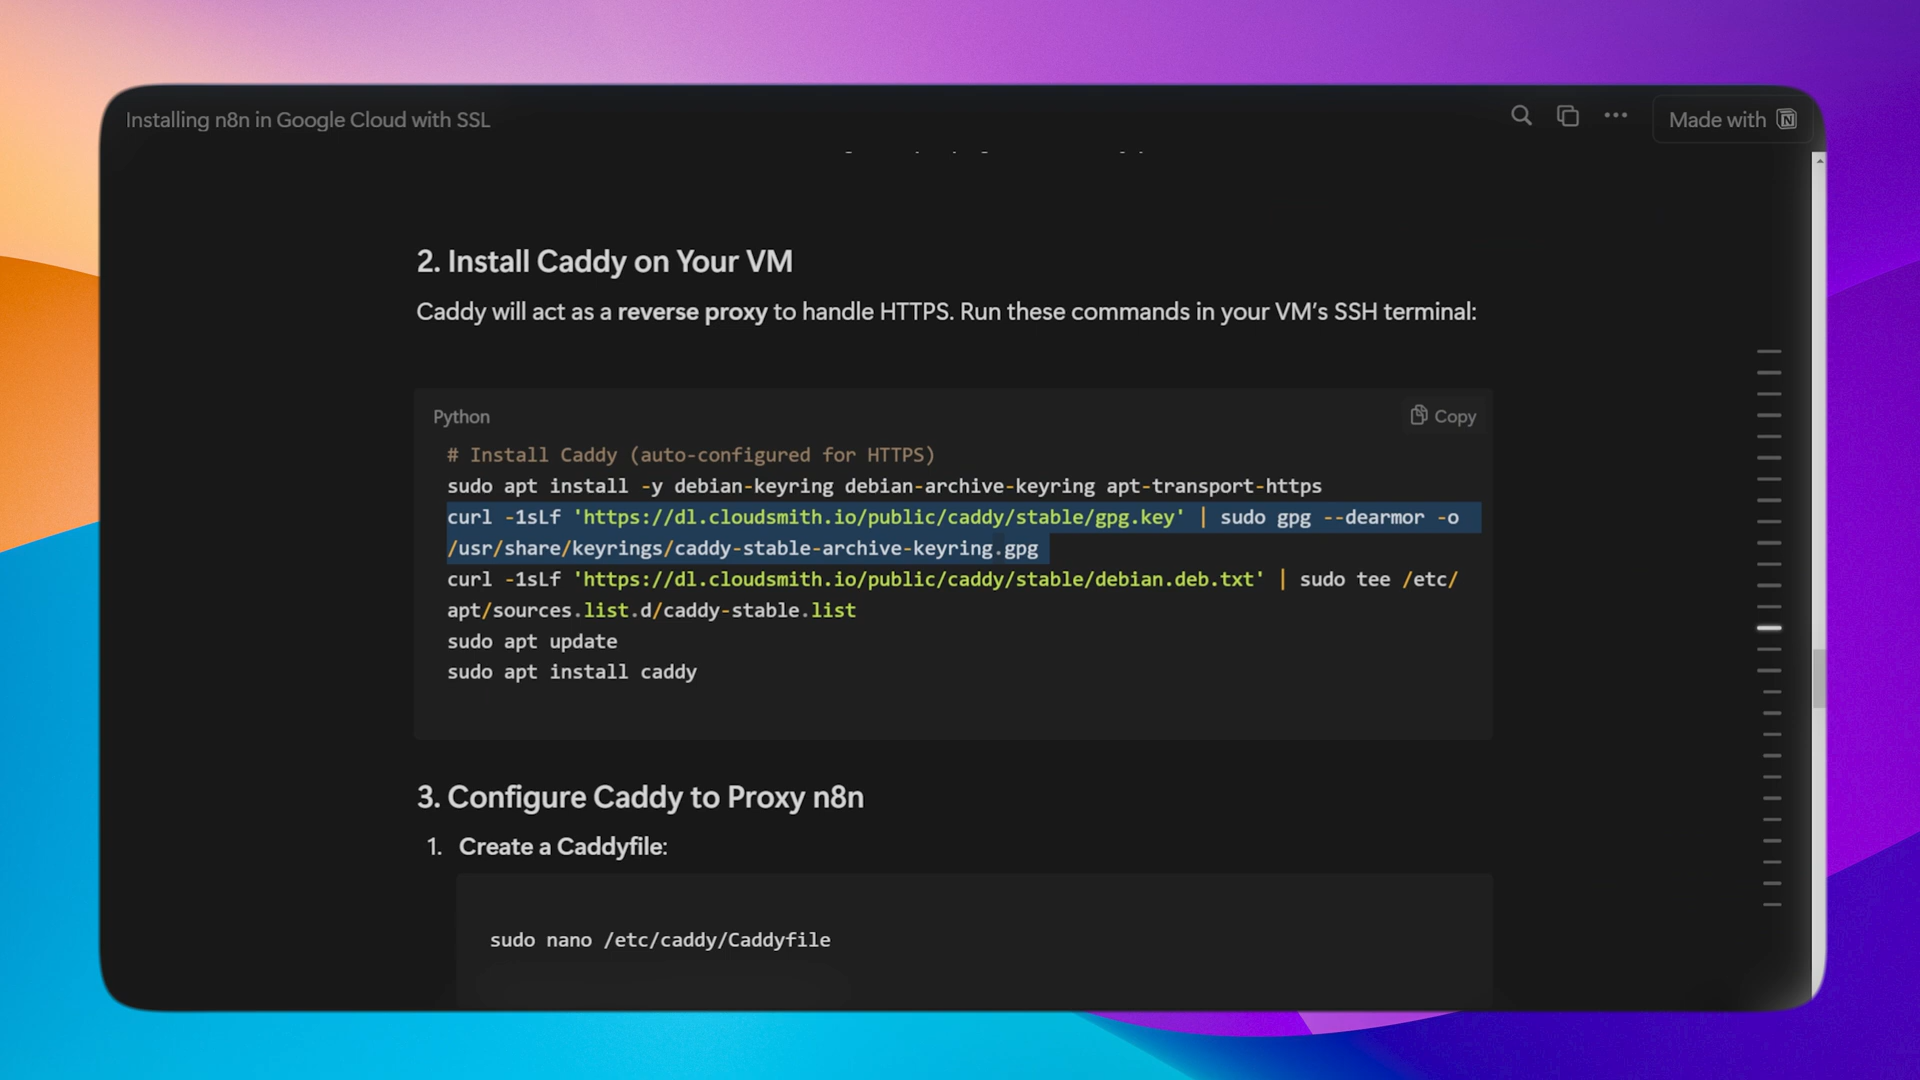 Installing n8n in Google Cloud with SSL
Made with
2. Install Caddy on Your VM
Caddy will act as a reverse proxy to handle HTTPS. Run these commands in your VM's SSH terminal:
Python
Copy
# Install Caddy (auto-configured for HTTPS)
sudo apt install -y debian-keyring debian-archive-keyring apt-transport-https
curl -1sLf 'https://dl.cloudsmith.io/public/caddy/stable/gpg.key' | sudo gpg --dearmor -o
/usr/share/keyrings/caddy-stable-archive-keyring.gpg
curl -1sLf 'https://dl.cloudsmith.io/public/caddy/stable/debian.deb.txt' | sudo tee /etc/
apt/sources.list.d/caddy-stable.list
sudo apt update
sudo apt install caddy
3. Configure Caddy to Proxy n8n
1. Create a Caddyfile:
sudo nano /etc/caddy/Caddyfile